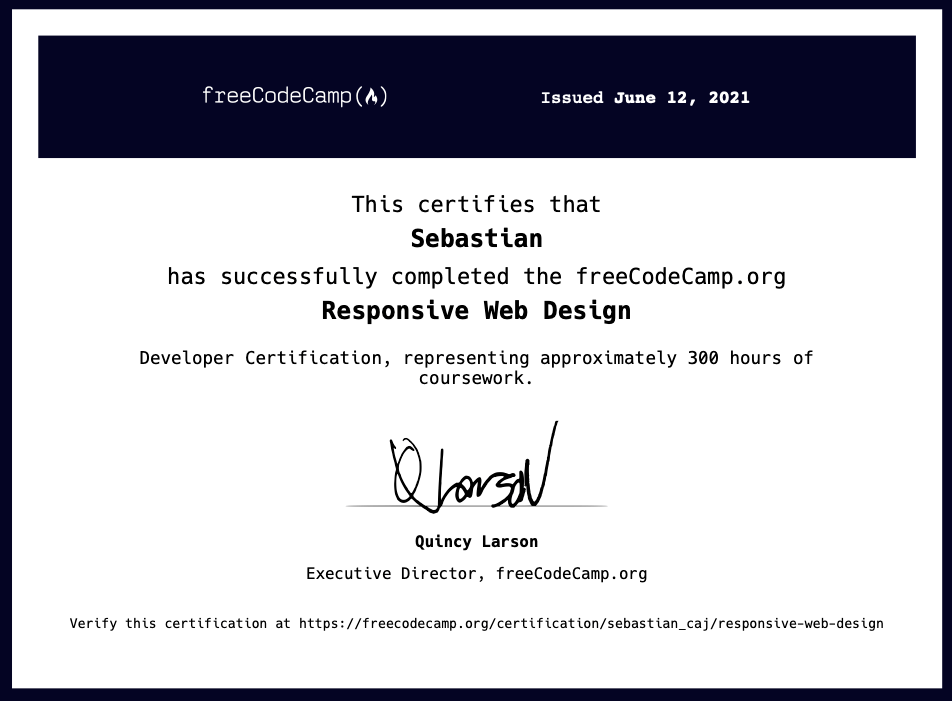 freeCodeCamp(🔥)
Issued June 12, 2021
This certifies that
Sebastian
has successfully completed the freeCodeCamp.org
Responsive Web Design
Developer Certification, representing approximately 300 hours of
coursework.
Q Larson
Quincy Larson
Executive Director, freeCodeCamp.org
Verify this certification at https://freecodecamp.org/certification/sebastian_caj/responsive-web-design